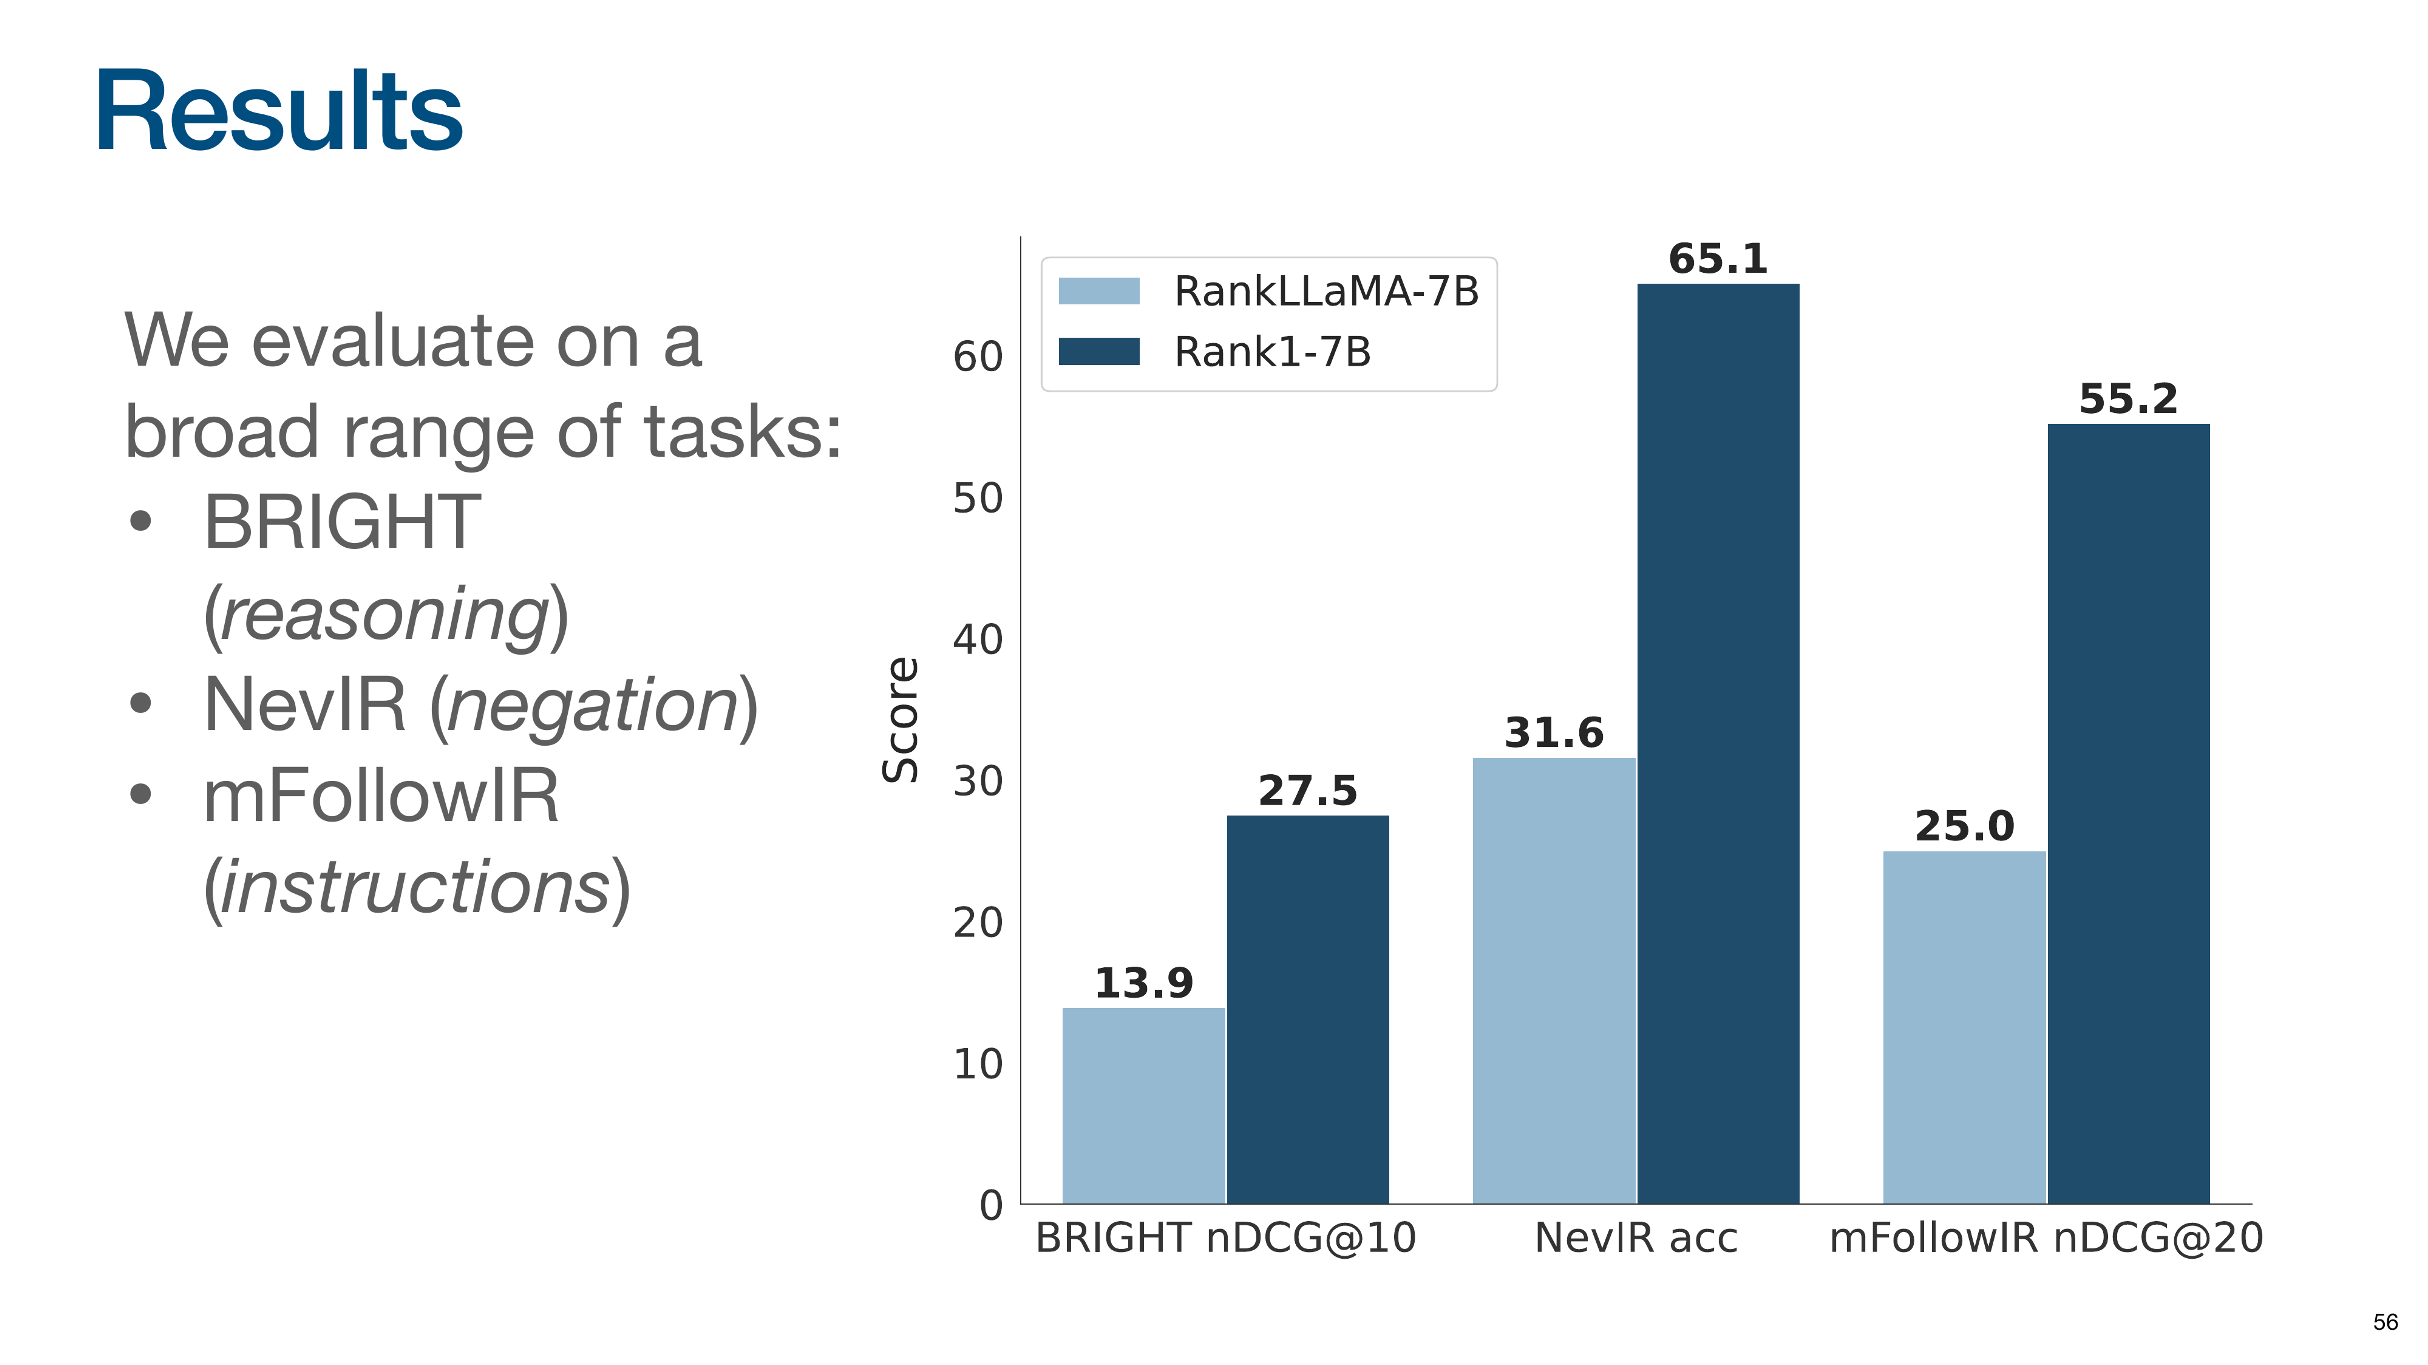 Results
We evaluate on a
broad range of tasks:
• BRIGHT
(reasoning)
• NevIR (negation)
• mFollowIR
(instructions)
RankLLaMA-7B
Rank1-7B
Score
60
50
40
30
20
10
0
13.9
27.5
31.6
65.1
25.0
55.2
BRIGHT nDCG@10
NevIR acc
mFollowIR nDCG@20
56